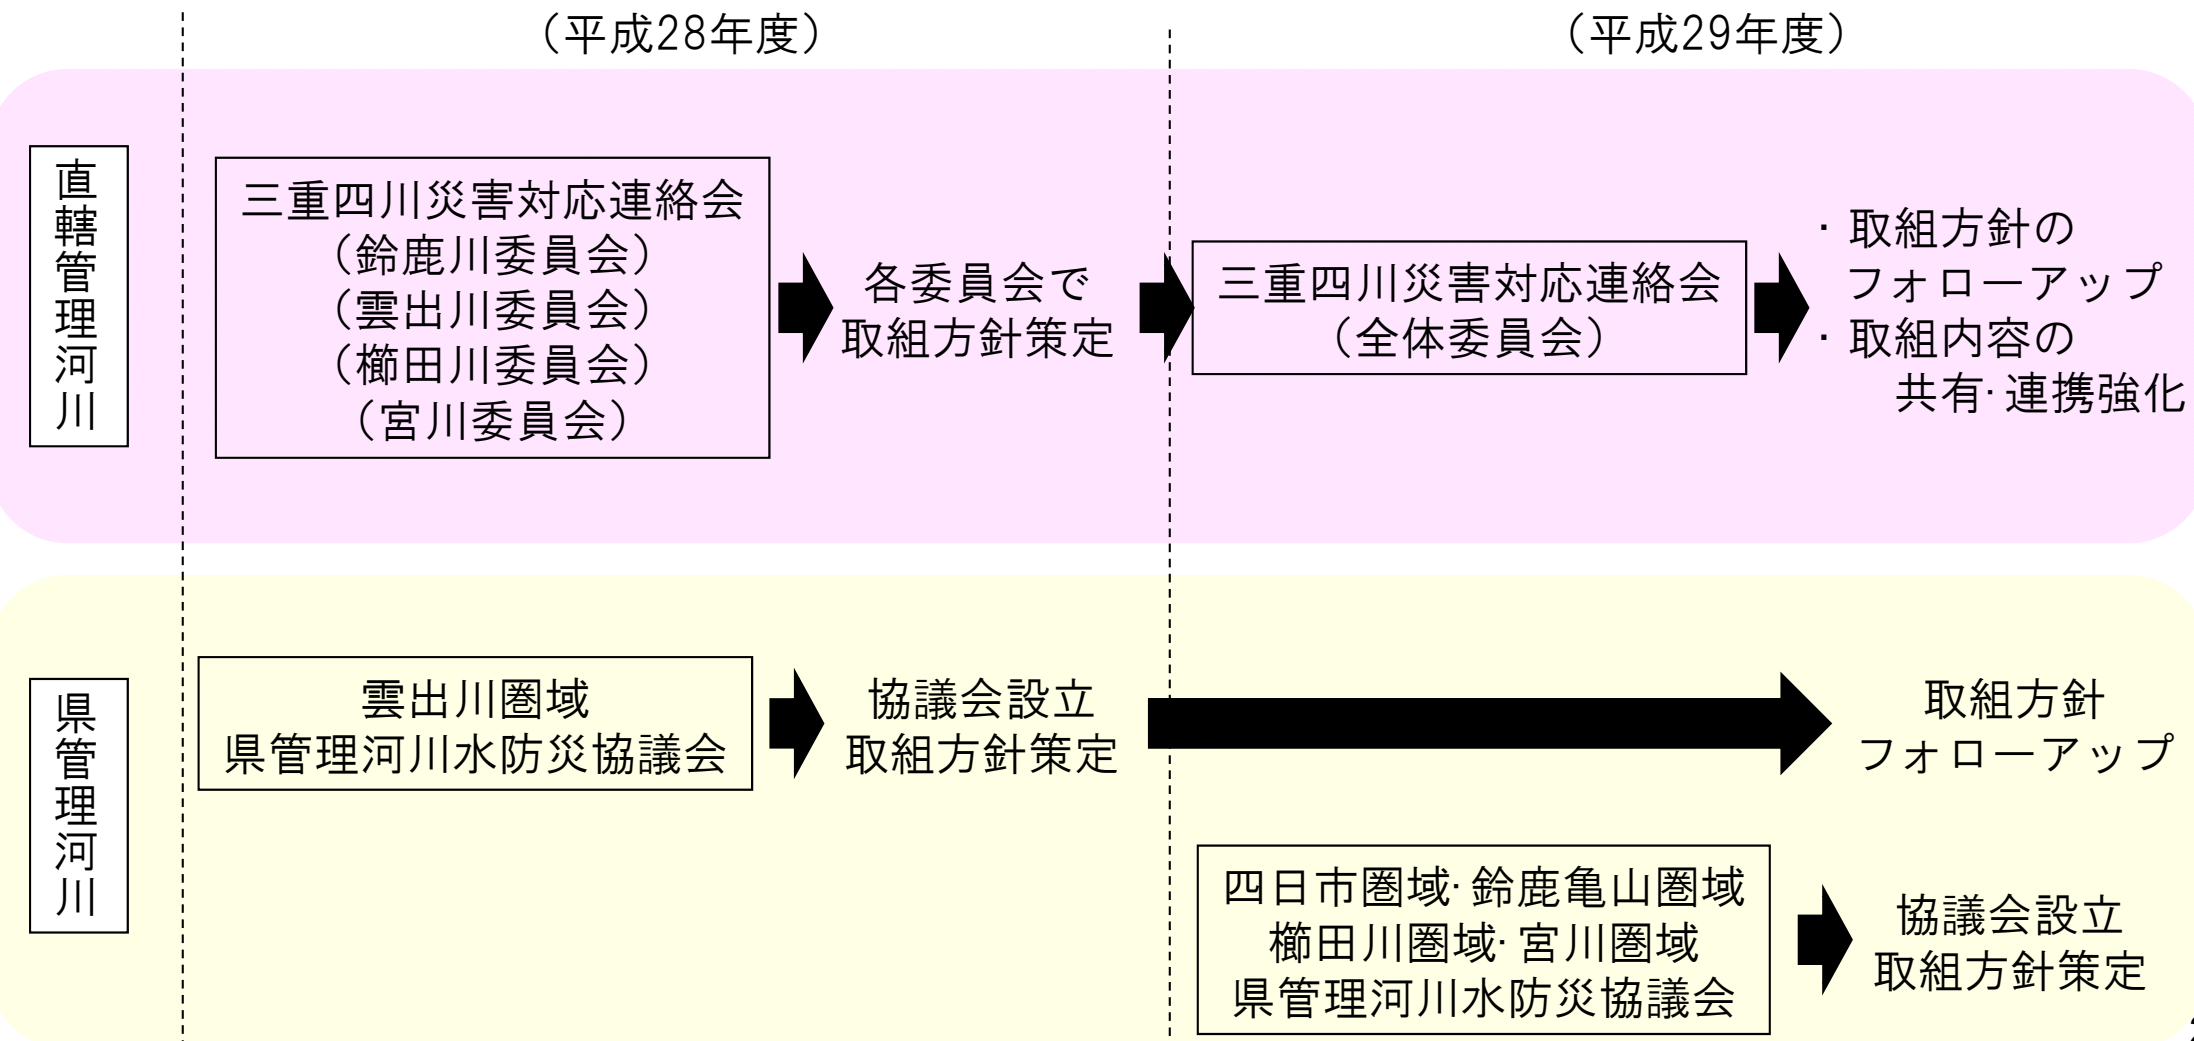 （平成28年度）
（平成29年度）
直轄管理河川
三重四川災害対応連絡会
（鈴鹿川委員会）
（雲出川委員会）
（櫛田川委員会）
（宮川委員会）
各委員会で
取組方針策定
三重四川災害対応連絡会
（全体委員会）
・取組方針の
フォローアップ
・取組内容の
共有・連携強化
県管理河川
雲出川圏域
県管理河川水防災協議会
協議会設立
取組方針策定
取組方針
フォローアップ
四日市圏域・鈴鹿亀山圏域
櫛田川圏域・宮川圏域
県管理河川水防災協議会
協議会設立
取組方針策定